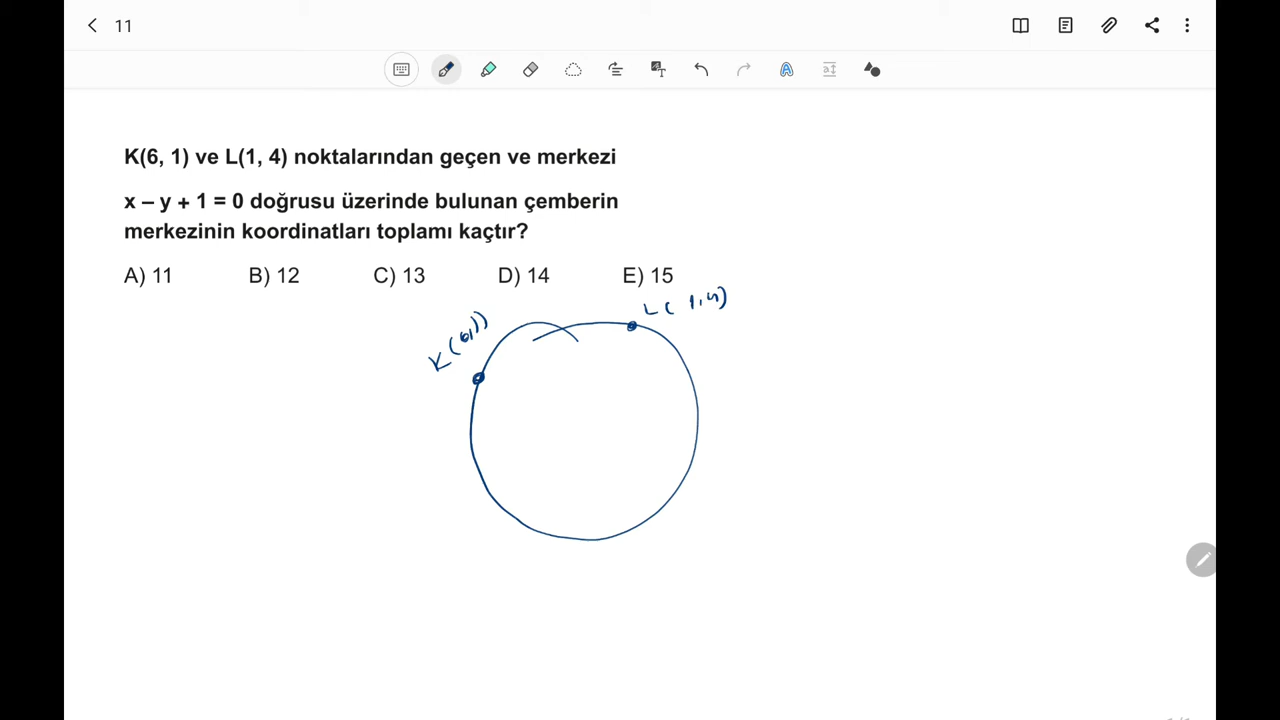 11
K(6, 1) ve L(1, 4) noktalarından geçen ve merkezi
x – y + 1 = 0 doğrusu üzerinde bulunan çemberin
merkezinin koordinatları toplamı kaçtır?
A) 11 B) 12 C) 13 D) 14 E) 15
L( 1,4)
K(6,1)